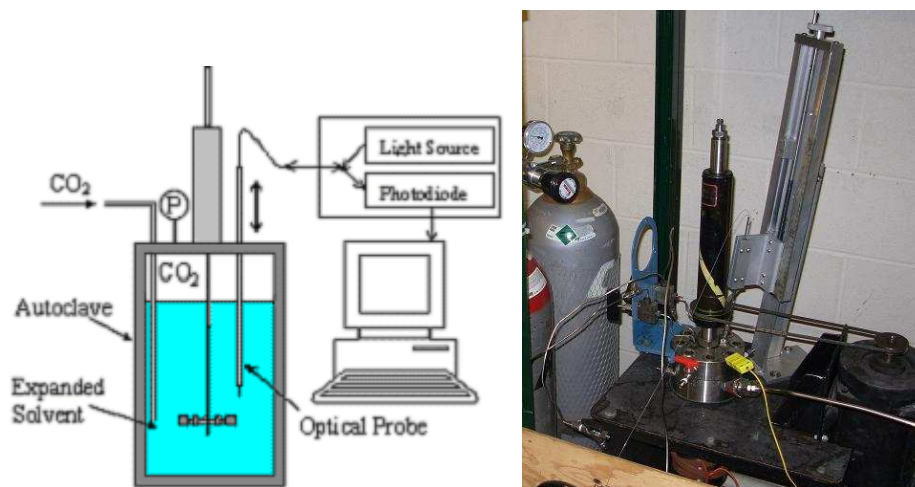 Light Source
CO2
P
Photodiode
CO2
Autoclave
Expanded
Solvent
Optical Probe